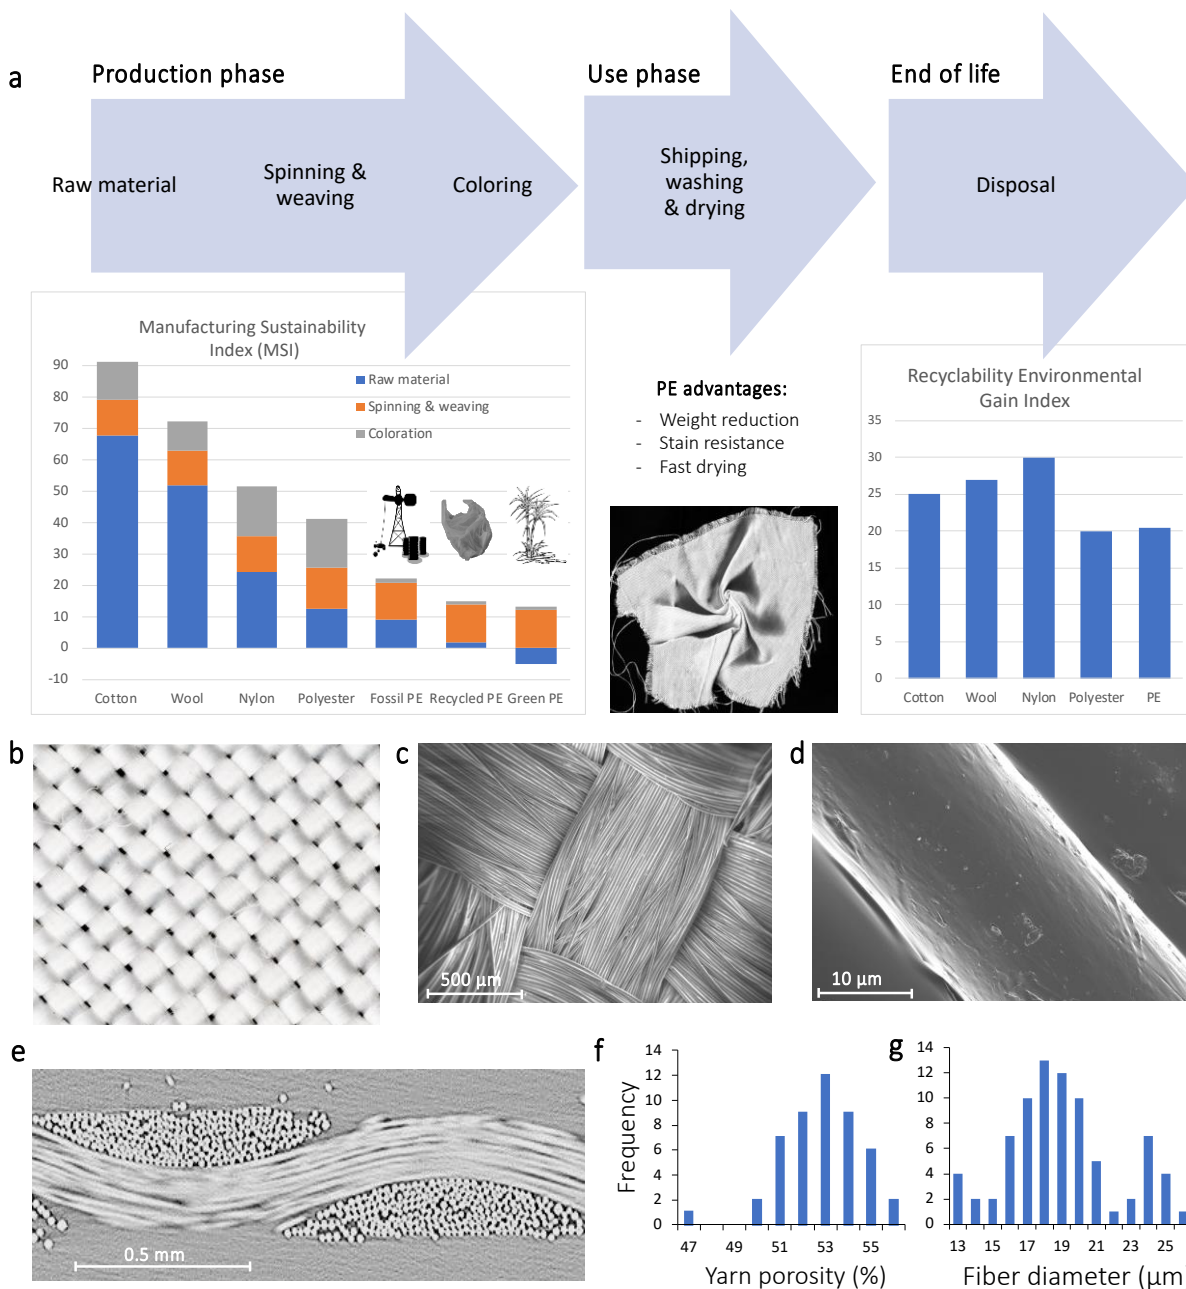 a
Production phase
Use phase
End of life
Raw material
Spinning &
weaving
Coloring
Shipping,
washing
& drying
Disposal
Manufacturing Sustainability
Index (MSI)
90
80
70
60
50
40
30
20
10
0
-10
Raw material
Spinning & weaving
Coloration
Cotton
Wool
Nylon
Polyester
Fossil PE
Recycled PE
Green PE
PE advantages:
- Weight reduction
- Stain resistance
- Fast drying
Recyclability Environmental
Gain Index
35
30
25
20
15
10
5
0
Cotton
Wool
Nylon
Polyester
PE
b
c
500 µm
d
10 µm
e
0.5 mm
f
Frequency
14
12
10
8
6
4
2
0
47
49
51
53
55
Yarn porosity (%)
g
14
12
10
8
6
4
2
0
13
15
17
19
21
23
25
Fiber diameter (µm)